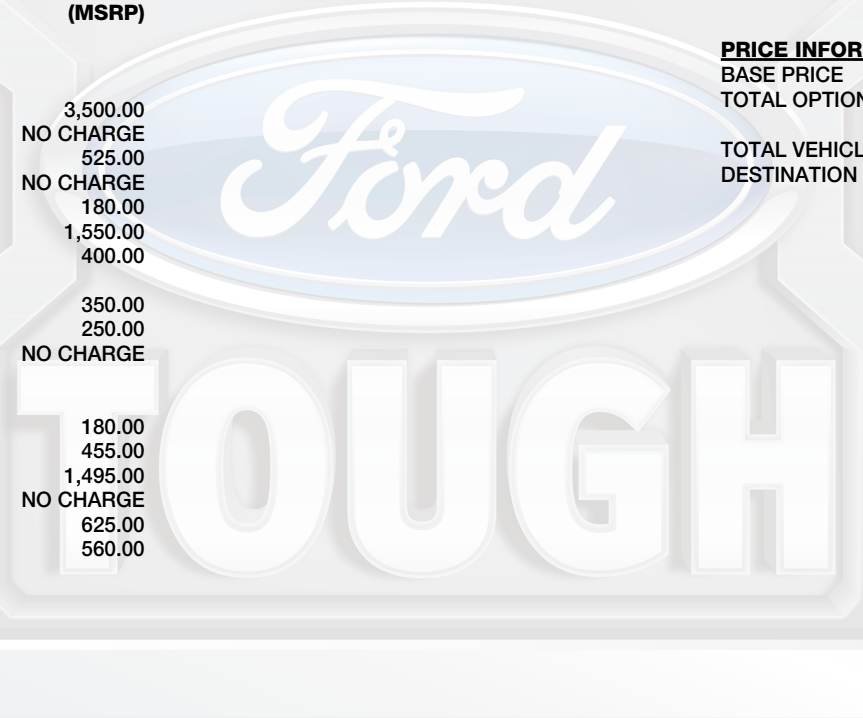 (MSRP)
3,500.00
NO CHARGE
525.00
NO CHARGE
180.00
1,550.00
400.00
350.00
250.00
NO CHARGE
180.00
455.00
1,495.00
NO CHARGE
625.00
560.00
PRICE INFOR
BASE PRICE
TOTAL OPTION
TOTAL VEHICL
DESTINATION
Ford
TOUGH